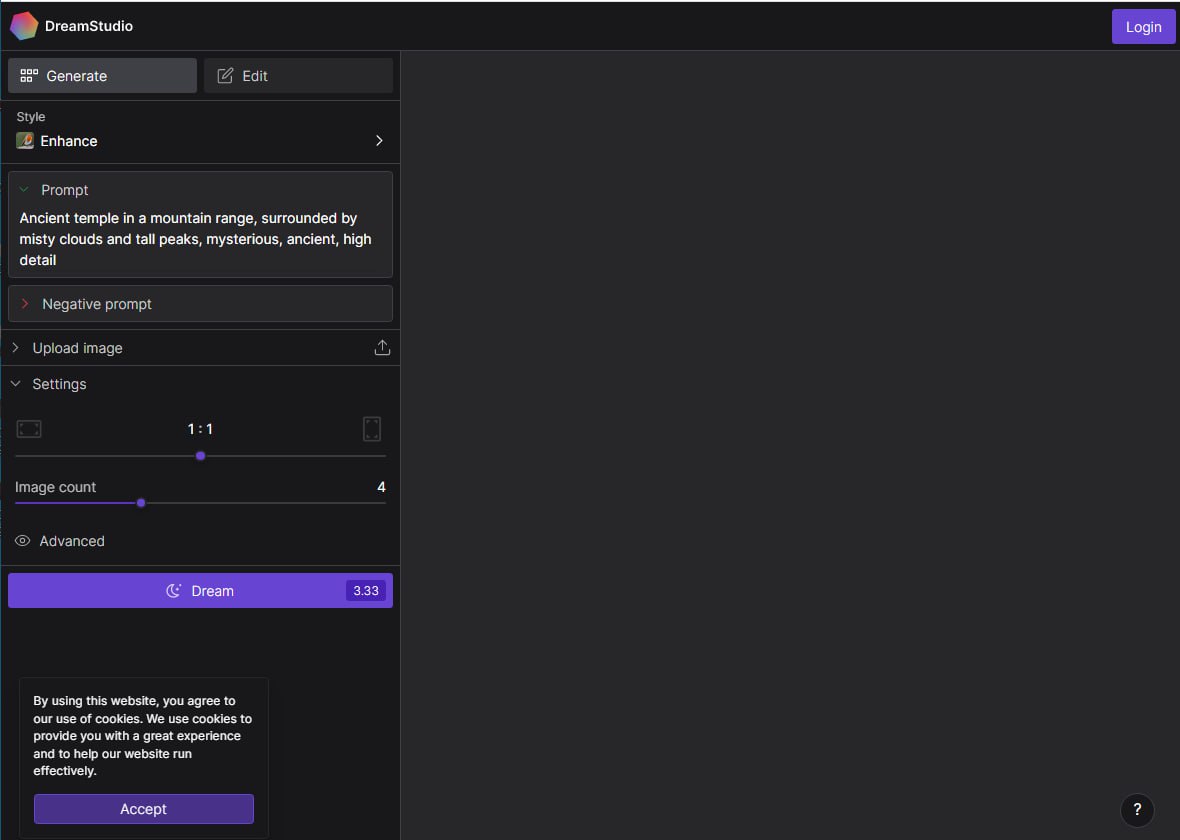 DreamStudio
Login
Generate
Edit
Style
Enhance
Prompt
Ancient temple in a mountain range, surrounded by
misty clouds and tall peaks, mysterious, ancient, high
detail
Negative prompt
Upload image
Settings
1 : 1
Image count
4
Advanced
Dream
3.33
By using this website, you agree to
our use of cookies. We use cookies to
provide you with a great experience
and to help our website run
effectively.
Accept
?